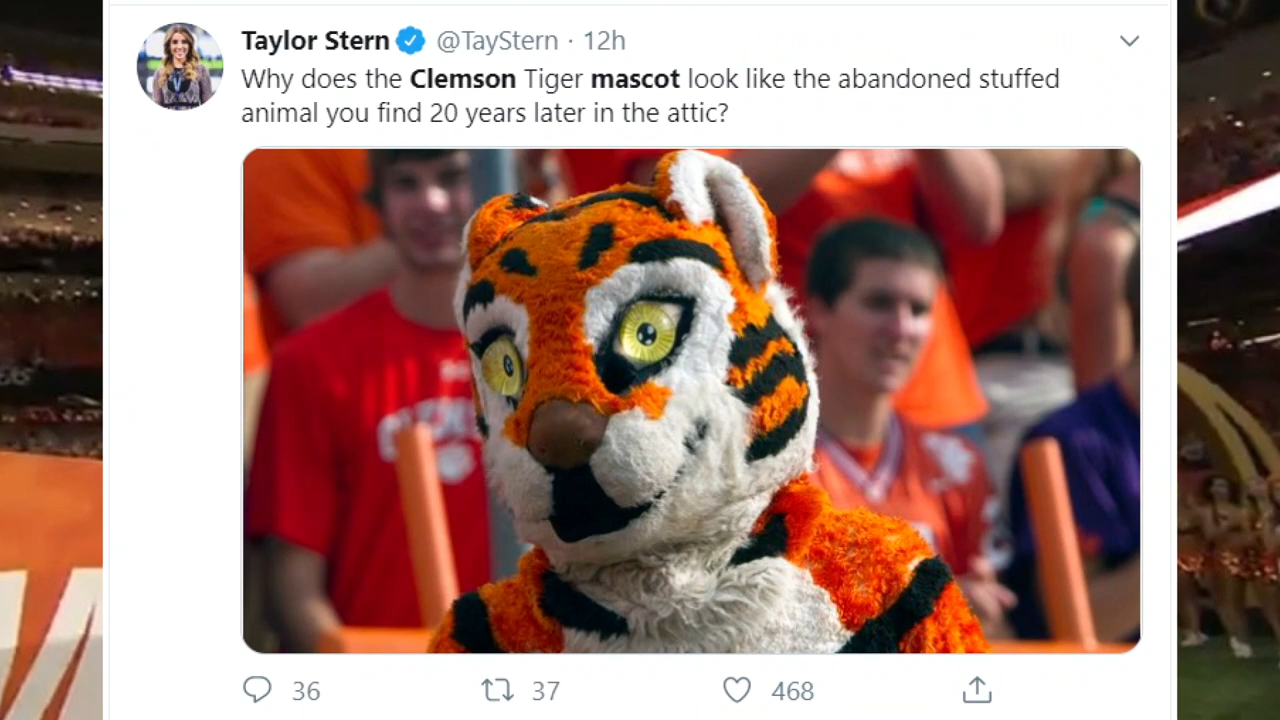 Taylor Stern @TayStern · 12h
Why does the Clemson Tiger mascot look like the abandoned stuffed
animal you find 20 years later in the attic?
36 37 468